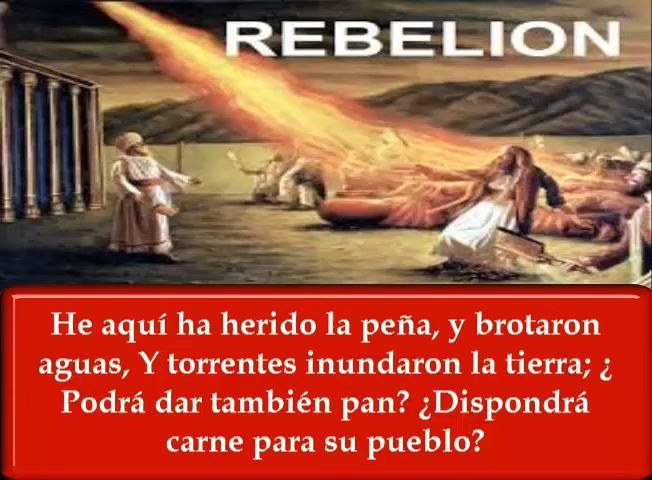 REBELION
He aquí ha herido la peña, y brotaron
aguas, Y torrentes inundaron la tierra; ¿
Podrá dar también pan? ¿Dispondrá
carne para su pueblo?